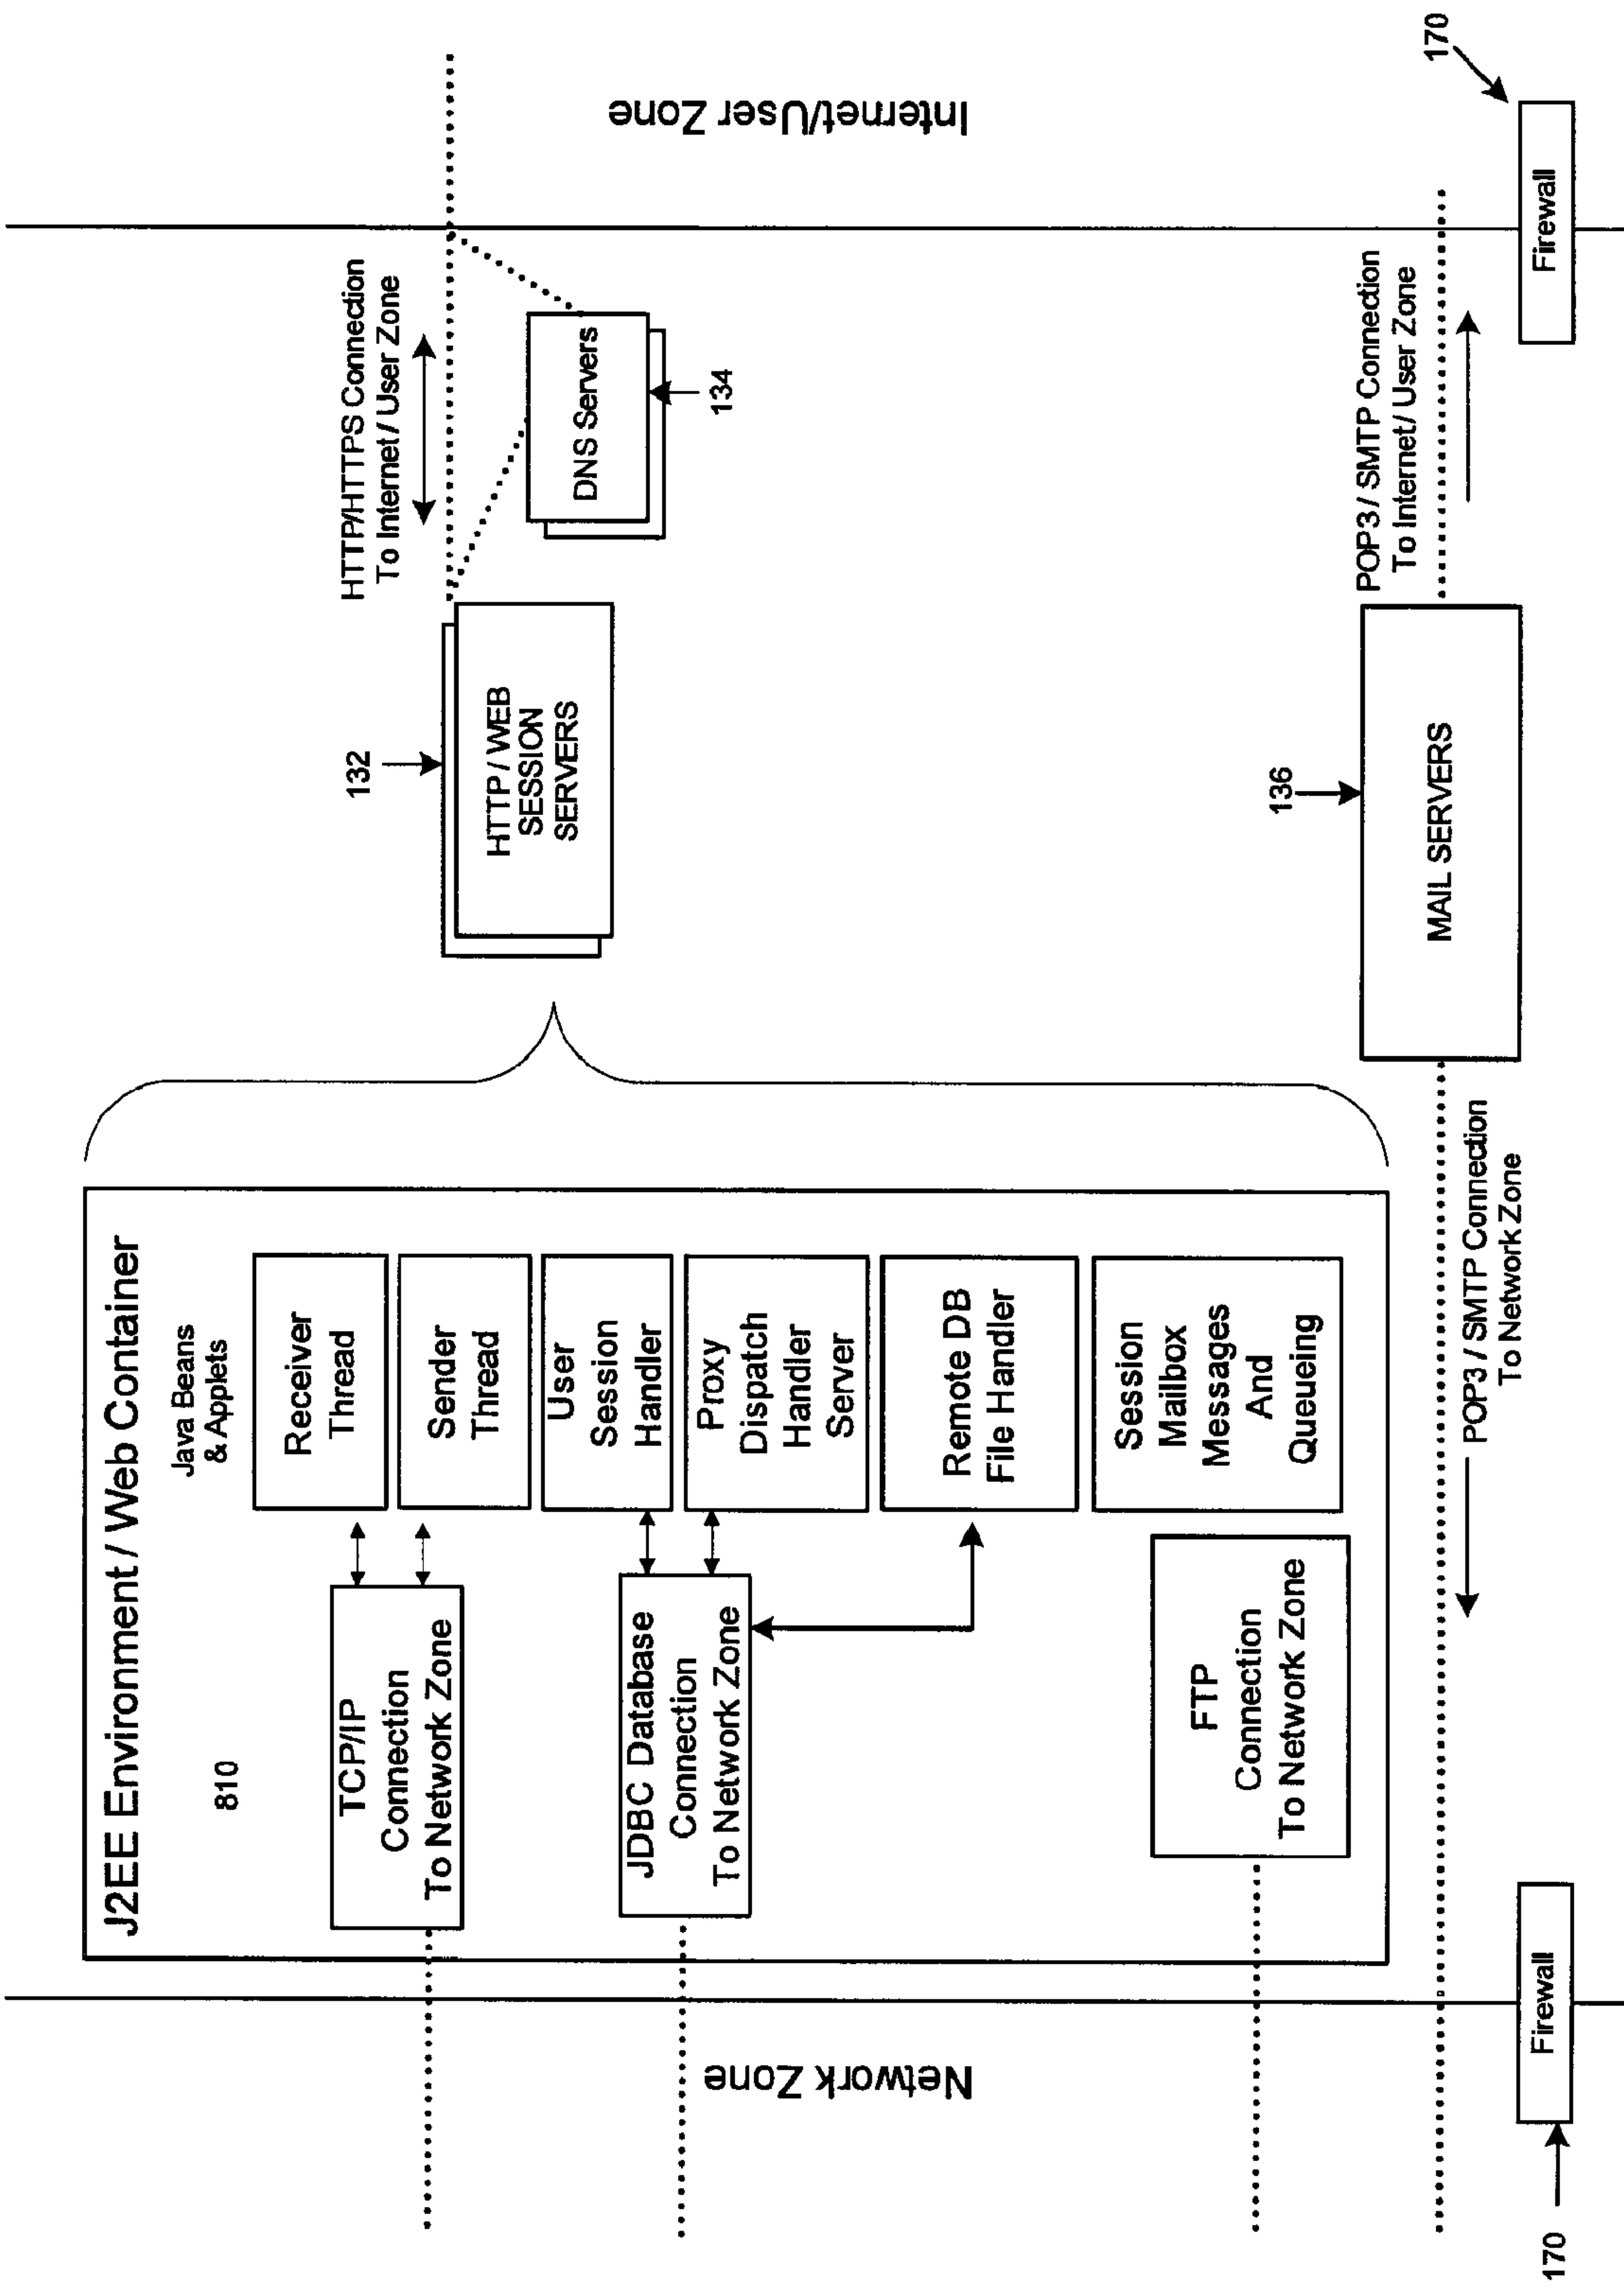 J2EE Environment / Web Container
810
Java Beans
& Applets
TCP/IP
Connection
To Network Zone
Receiver
Thread
Sender
Thread
JDBC Database
Connection
To Network Zone
User
Session
Handler
Proxy
Dispatch
Handler
Server
Remote DB
File Handler
FTP
Connection
To Network Zone
Session
Mailbox
Messages
And
Queueing
Network Zone
132
HTTP / WEB
SESSION
SERVERS
HTTP/HTTPS Connection
To Internet / User Zone
DNS Servers
134
Internet/User Zone
136
MAIL SERVERS
POP3 / SMTP Connection
To Network Zone
POP3 / SMTP Connection
To Internet / User Zone
170
Firewall
Firewall
170